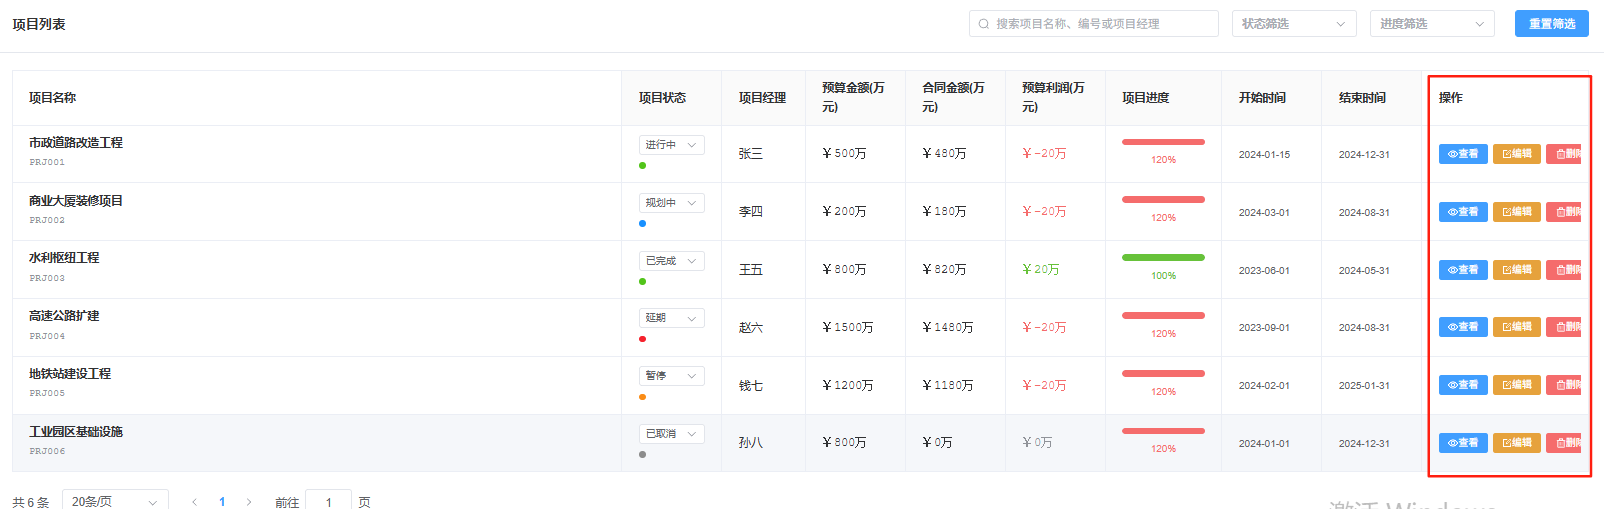 项目列表
搜索项目名称、编号或项目经理
状态筛选
进度筛选
重置筛选
项目名称 项目状态 项目经理 预算金额(万元) 合同金额(万元) 预算利润(万元) 项目进度 开始时间 结束时间 操作
市政道路改造工程
PRJ001
进行中 张三 ¥500万 ¥480万 ¥-20万 120% 2024-01-15 2024-12-31 查看 编辑 删除
商业大厦装修项目
PRJ002
规划中 李四 ¥200万 ¥180万 ¥-20万 120% 2024-03-01 2024-08-31 查看 编辑 删除
水利枢纽工程
PRJ003
已完成 王五 ¥800万 ¥820万 ¥20万 100% 2023-06-01 2024-05-31 查看 编辑 删除
高速公路扩建
PRJ004
延期 赵六 ¥1500万 ¥1480万 ¥-20万 120% 2023-09-01 2024-08-31 查看 编辑 删除
地铁站建设工程
PRJ005
暂停 钱七 ¥1200万 ¥1180万 ¥-20万 120% 2024-02-01 2025-01-31 查看 编辑 删除
工业园区基础设施
PRJ006
已取消 孙八 ¥800万 ¥0万 ¥0万 120% 2024-01-01 2024-12-31 查看 编辑 删除
共 6 条 20条/页 1 前往 1 页
激活 Windows